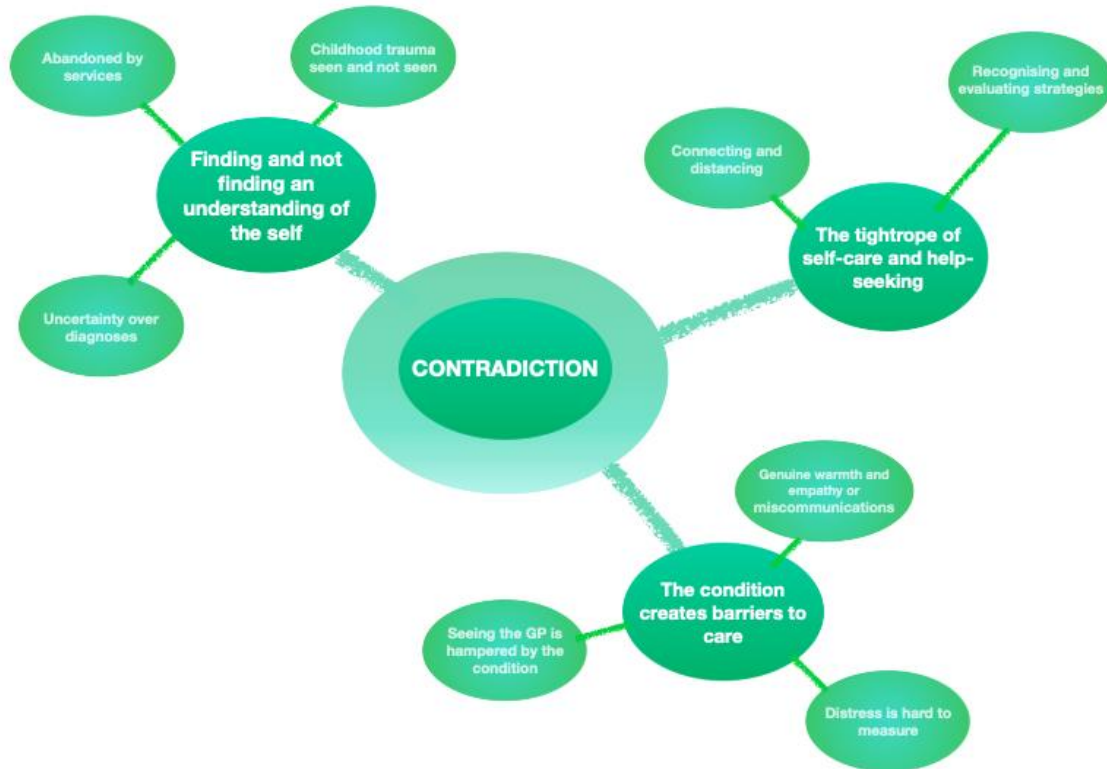 Abandoned by
services
Childhood trauma
seen and not seen
Finding and not
finding an
understanding of
the self
Uncertainty over
diagnoses
Recognising and
evaluating strategies
Connecting and
distancing
The tightrope of
self-care and help-
seeking
CONTRADICTION
Genuine warmth and
empathy or
miscommunications
The condition
creates barriers to
care
Seeing the GP is
hampered by the
condition
Distress is hard to
measure